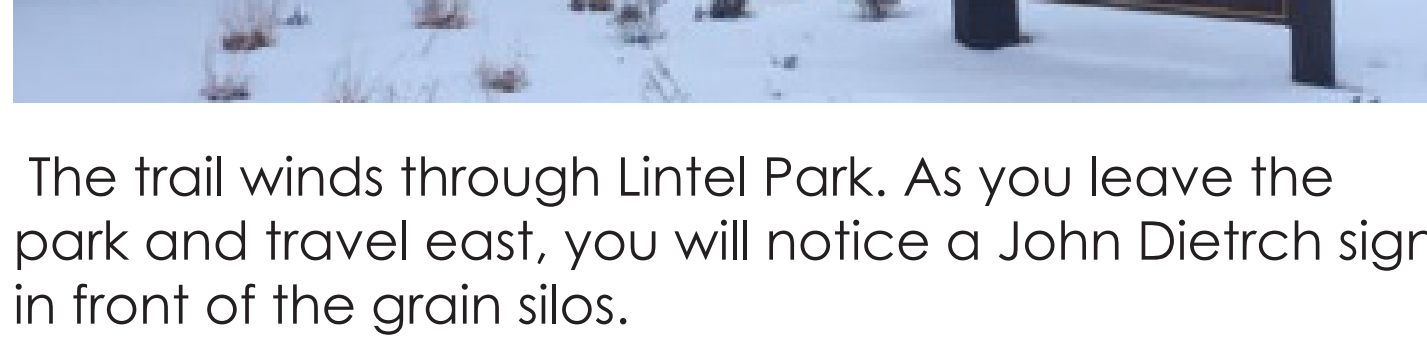 The trail winds through Lintel Park. As you leave the
park and travel east, you will notice a John Dietrch sign
in front of the grain silos.